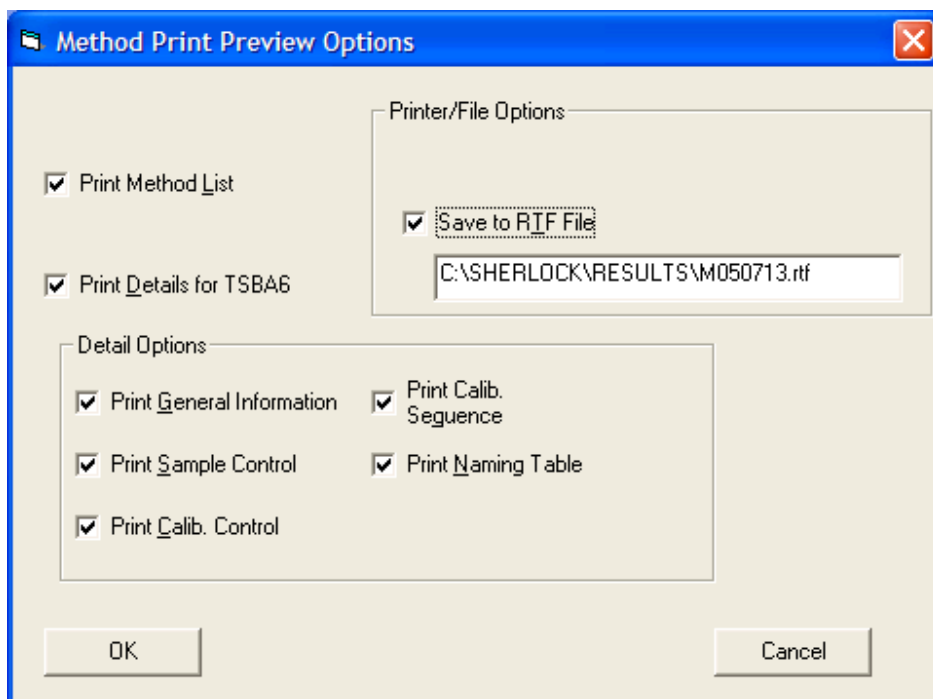 Method Print Preview Options
Printer/File Options
Print Method List
Save to RTF File
C:\SHERLOCK\RESULTS\M050713.rtf
Print Details for TSBA6
Detail Options
Print General Information
Print Calib.
Sequence
Print Sample Control
Print Naming Table
Print Calib. Control
OK
Cancel